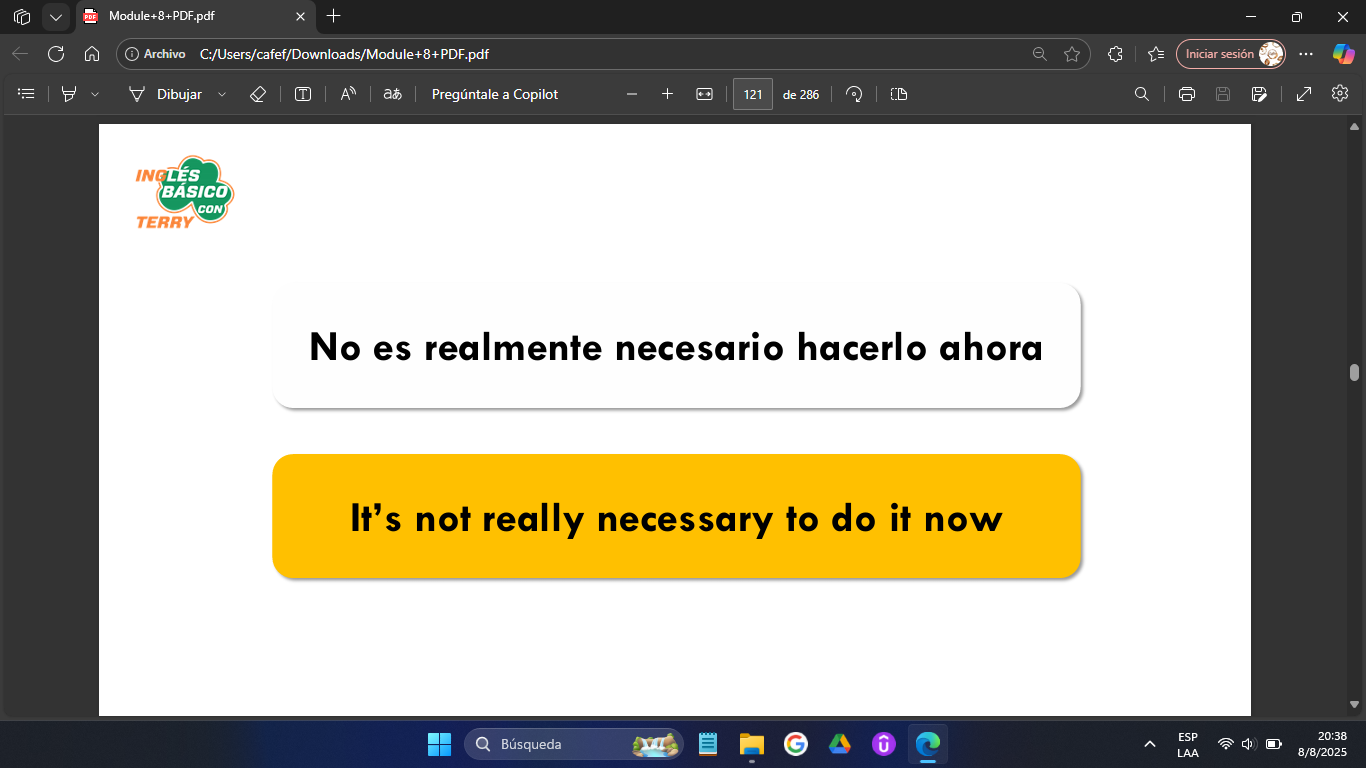 Module+8+PDF.pdf
Archivo C:/Users/cafef/Downloads/Module+8+PDF.pdf
Iniciar sesión
Dibujar
aあ
Pregúntale a Copilot
121 de 286
INGLÉS
BÁSICO
CON
TERRY
No es realmente necesario hacerlo ahora
It's not really necessary to do it now
Búsqueda
ESP
LAA
20:38
8/8/2025